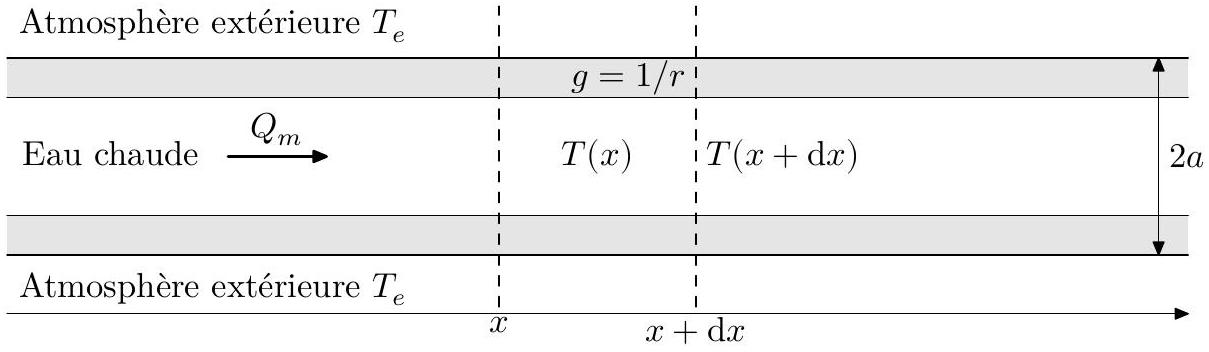 Atmosphère extérieure $T_e$
$g = 1/r$
$Q_m$
Eau chaude
$T(x)$
$T(x + \mathrm{d}x)$
$2a$
Atmosphère extérieure $T_e$
$x$
$x + \mathrm{d}x$